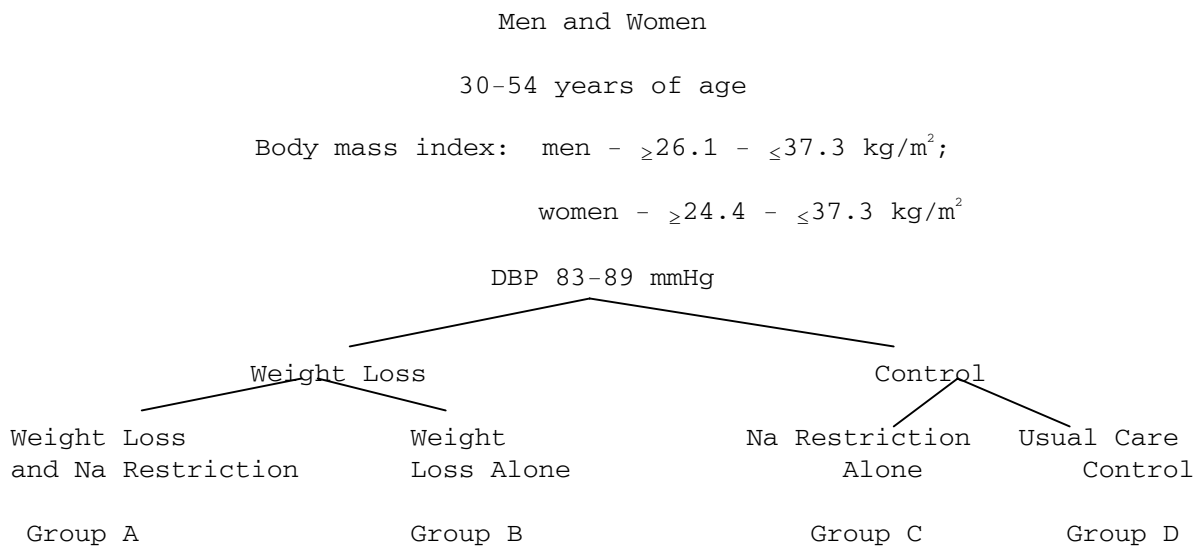 Men and Women
30-54 years of age
Body mass index: men - ≥26.1 - ≤37.3 kg/m²;
women - ≥24.4 - ≤37.3 kg/m²
DBP 83-89 mmHg
Weight Loss Control
Weight Loss Weight Na Restriction Usual Care
and Na Restriction Loss Alone Alone Control
Group A Group B Group C Group D